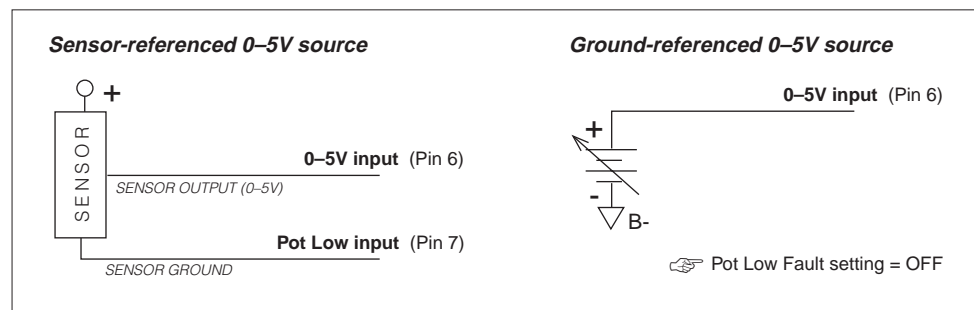 Sensor-referenced 0–5V source
+
SENSOR
0–5V input (Pin 6)
SENSOR OUTPUT (0–5V)
Pot Low input (Pin 7)
SENSOR GROUND
Ground-referenced 0–5V source
0–5V input (Pin 6)
+
-
B-
☞ Pot Low Fault setting = OFF